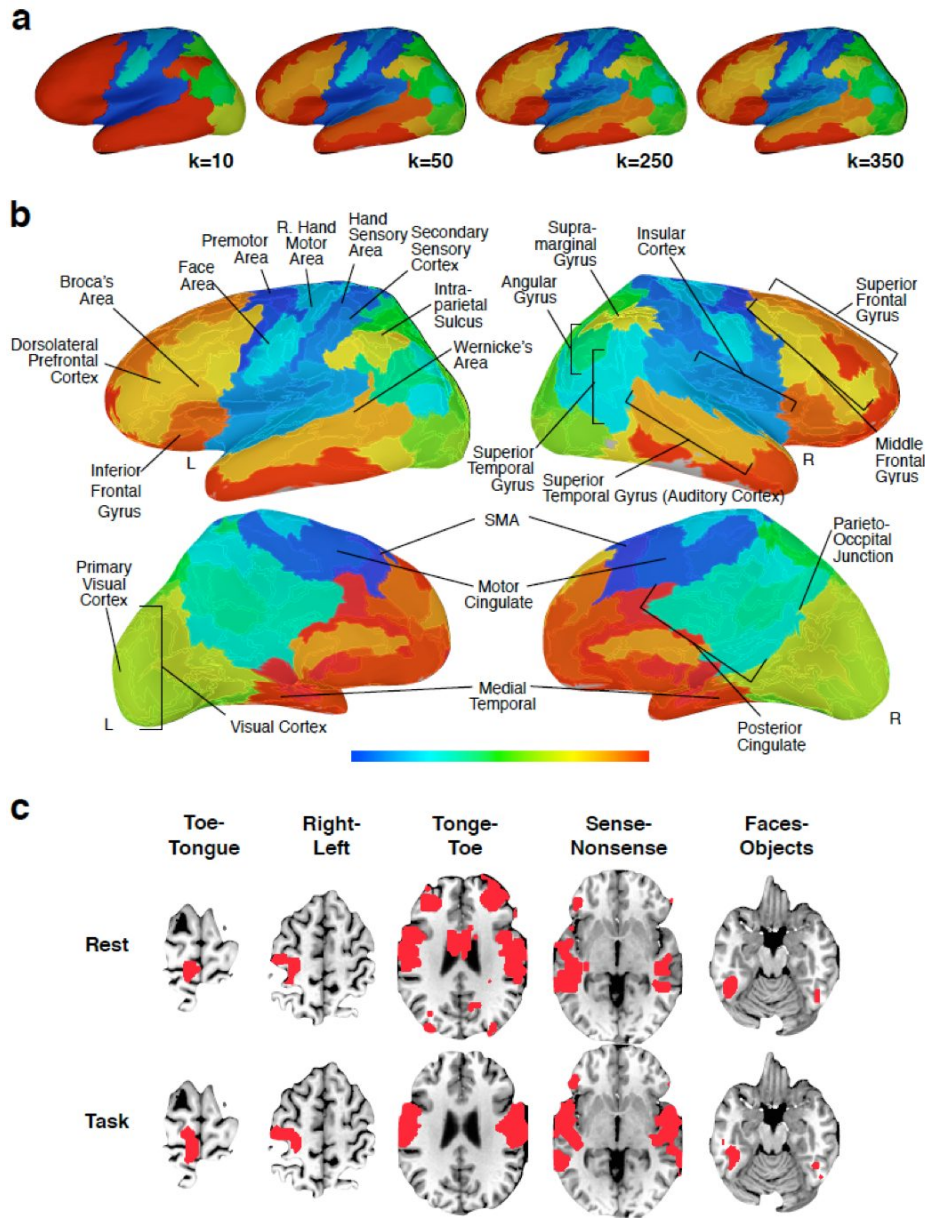 a
k=10
k=50
k=250
k=350
b
Broca's
Area
Face
Area
Premotor
Area
R. Hand
Motor
Area
Hand
Sensory
Area
Secondary
Sensory
Cortex
Intra-
parietal
Sulcus
Wernicke's
Area
Dorsolateral
Prefrontal
Cortex
Inferior
Frontal
Gyrus
L
Supra-
marginal
Gyrus
Angular
Gyrus
Insular
Cortex
Superior
Frontal
Gyrus
Superior
Temporal
Gyrus
Superior
Temporal Gyrus (Auditory Cortex)
R
Middle
Frontal
Gyrus
SMA
Motor
Cingulate
Primary
Visual
Cortex
Parieto-
Occpital
Junction
Medial
Temporal
L
Visual Cortex
Posterior
Cingulate
R
c
Toe-
Tongue
Right-
Left
Tonge-
Toe
Sense-
Nonsense
Faces-
Objects
Rest
Task